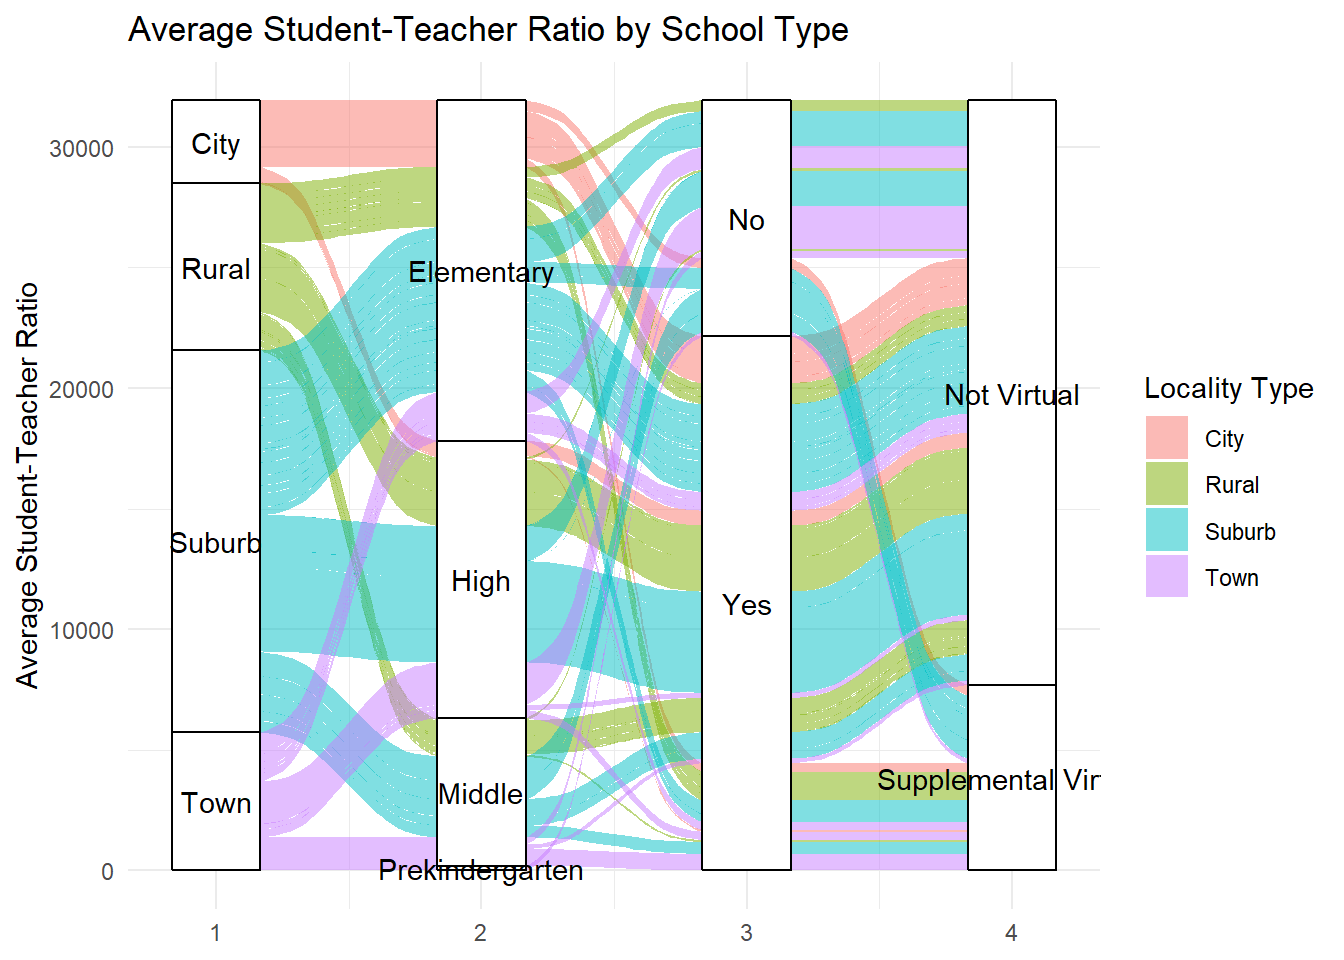 Average Student-Teacher Ratio by School Type
Average Student-Teacher Ratio
30000
20000
10000
0
City
Rural
Suburb
Town
Elementary
High
Middle
Prekindergarten
No
Yes
Not Virtual
Supplemental Vir
1
2
3
4
Locality Type
City
Rural
Suburb
Town